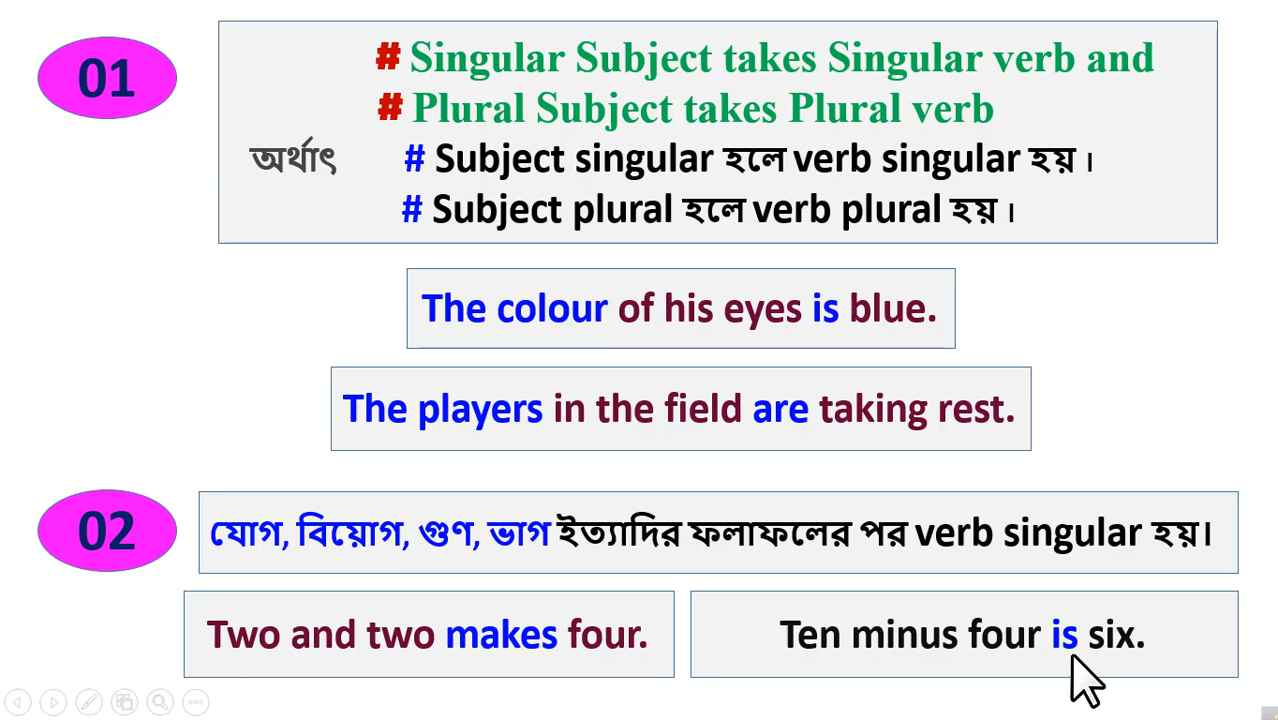 01
# Singular Subject takes Singular verb and
# Plural Subject takes Plural verb
অর্থাৎ # Subject singular হলে verb singular হয়।
# Subject plural হলে verb plural হয়।
The colour of his eyes is blue.
The players in the field are taking rest.
02
যোগ, বিয়োগ, গুণ, ভাগ ইত্যাদির ফলাফলের পর verb singular হয়।
Two and two makes four.
Ten minus four is six.